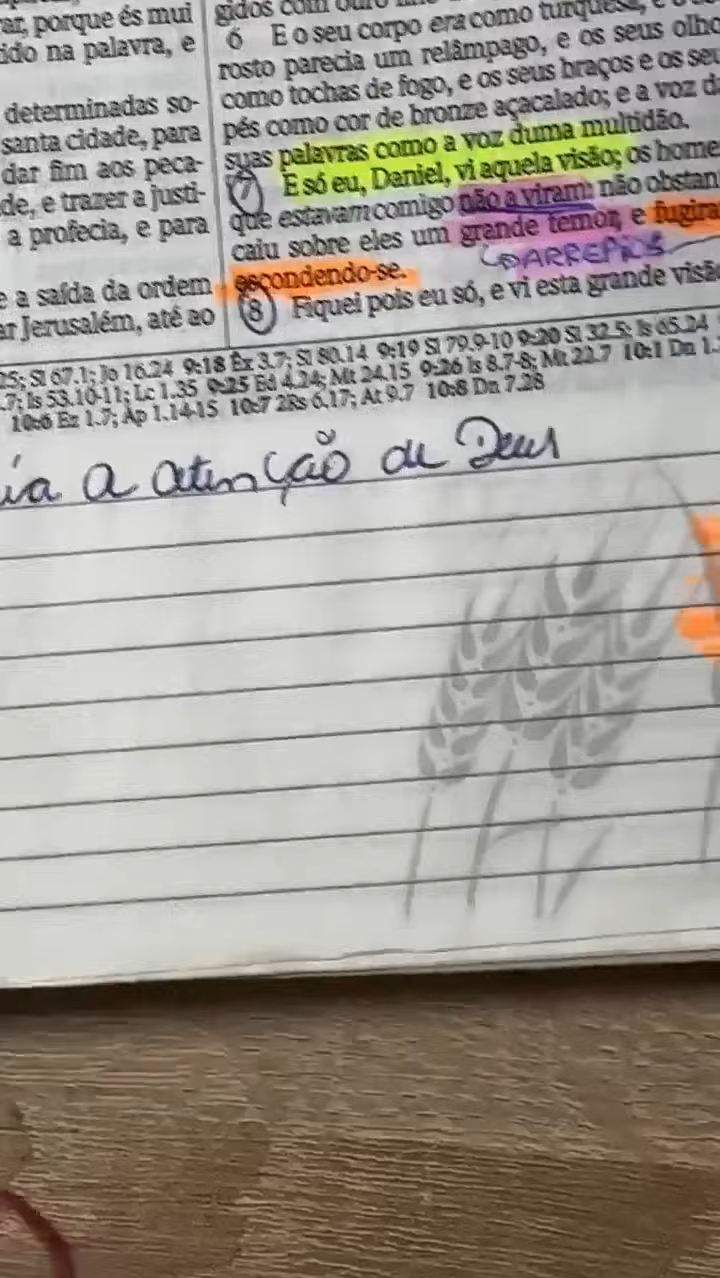 ar, porque és mui
ido na palavra, e
determinadas so-
santa cidade, para
dar fim aos peca-
de, e trazer a justi-
a profecia, e para
e a saída da ordem
ar Jerusalém, até ao
gidos com ouro
6 E o seu corpo era como turquesa, e o
rosto parecia um relâmpago, e os seus olho
como tochas de fogo, e os seus braços e os seu
pés como cor de bronze açacalado; e a voz d
suas palavras como a voz duma multidão.
7 E só eu, Daniel, vi aquela visão; os home
que estavam comigo não a viram: não obstan
caiu sobre eles um grande temor, e fugira
ARREPIOS
escondendo-se.
8 Fiquei pois eu só, e vi esta grande visã
25; Sl 67.1; Jo 16.24 9:18 Êx 3.7; Sl 80.14 9:19 Sl 79.9-10 9:20 Sl 32.5; Is 65.24
.7; Is 53.10-11; Lc 1.35 9:25 Ed 4.24; Mt 24.15 9:26 Is 8.7-8; Mt 22.7 10:1 Dn 1.
10:6 Ez 1.7; Ap 1.14-15 10:7 2Rs 6.17; At 9.7 10:8 Dn 7.28
ia a atenção de Deus